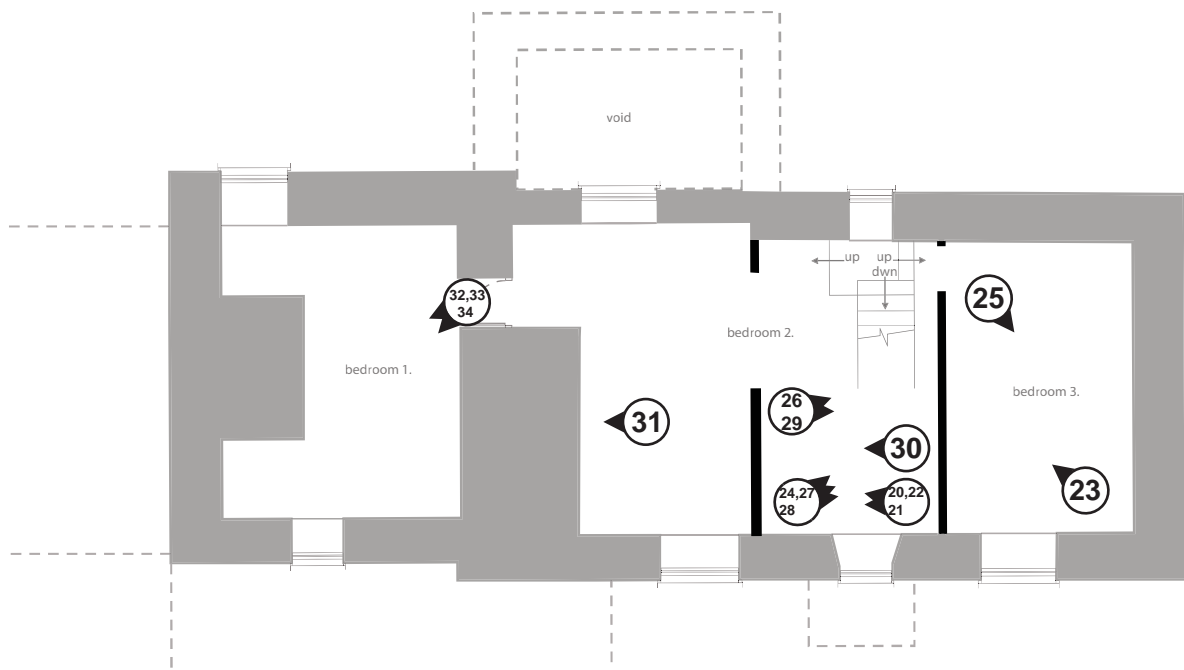 void
up up
dwn
25
32,33
34
bedroom 2.
bedroom 1.
bedroom 3.
26
29
31
30
24,27
28
20,22
21
23